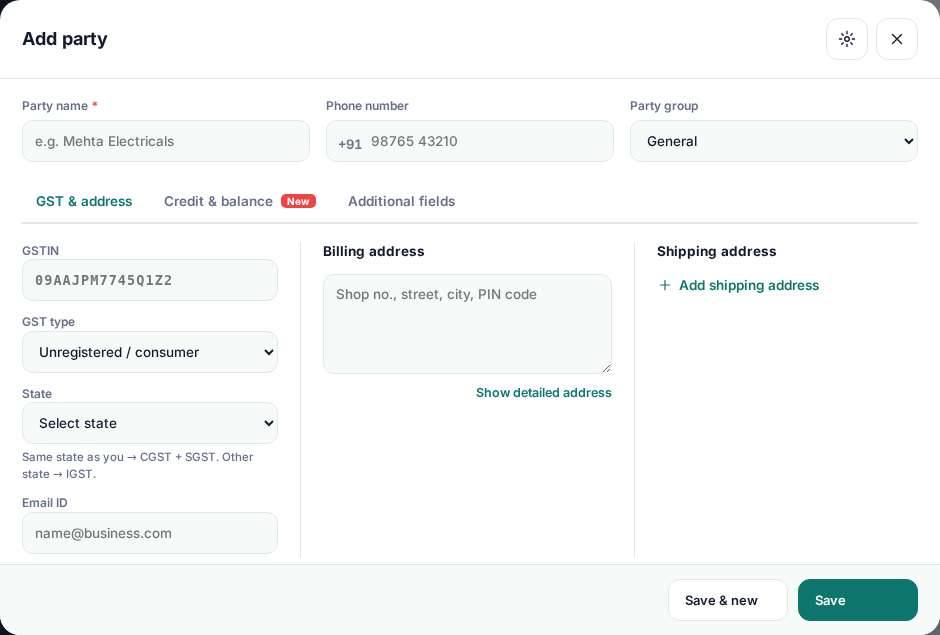 Add party
Party name *
Phone number
Party group
e.g. Mehta Electricals
+91 98765 43210
General
GST & address
Credit & balance New
Additional fields
GSTIN
09AAJPM7745Q1Z2
GST type
Unregistered / consumer
State
Select state
Same state as you → CGST + SGST. Other
state → IGST.
Email ID
name@business.com
Billing address
Shop no., street, city, PIN code
Show detailed address
Shipping address
+ Add shipping address
Save & new
Save